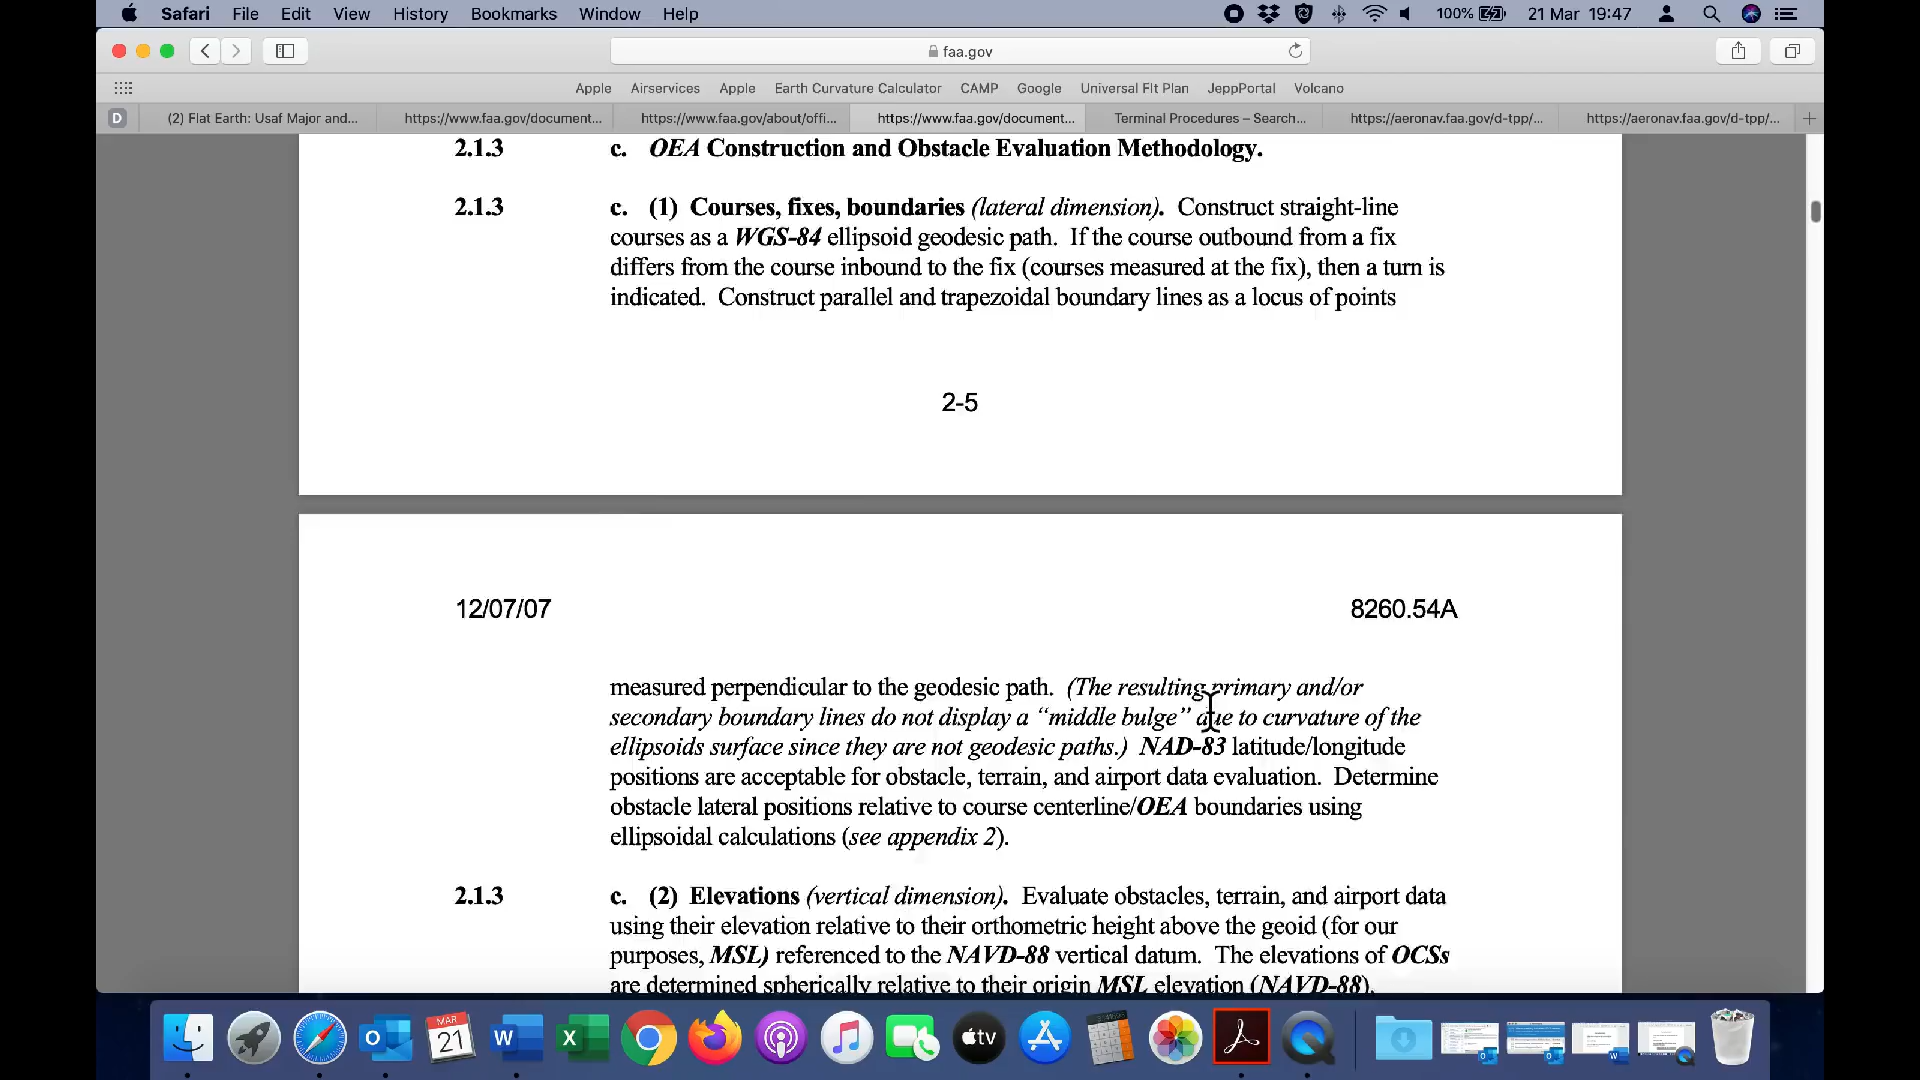 Safari File Edit View History Bookmarks Window Help 100% 21 Mar 19:47
faa.gov
Apple Airservices Apple Earth Curvature Calculator CAMP Google Universal Flt Plan JeppPortal Volcano
D (2) Flat Earth: Usaf Major and... https://www.faa.gov/document... https://www.faa.gov/about/offi... https://www.faa.gov/document... Terminal Procedures – Search... https://aeronav.faa.gov/d-tpp/... https://aeronav.faa.gov/d-tpp/...
2.1.3 c. OEA Construction and Obstacle Evaluation Methodology.
2.1.3 c. (1) Courses, fixes, boundaries (lateral dimension). Construct straight-line
courses as a WGS-84 ellipsoid geodesic path. If the course outbound from a fix
differs from the course inbound to the fix (courses measured at the fix), then a turn is
indicated. Construct parallel and trapezoidal boundary lines as a locus of points
2-5
12/07/07 8260.54A
measured perpendicular to the geodesic path. (The resulting primary and/or
secondary boundary lines do not display a “middle bulge” due to curvature of the
ellipsoids surface since they are not geodesic paths.) NAD-83 latitude/longitude
positions are acceptable for obstacle, terrain, and airport data evaluation. Determine
obstacle lateral positions relative to course centerline/OEA boundaries using
ellipsoidal calculations (see appendix 2).
2.1.3 c. (2) Elevations (vertical dimension). Evaluate obstacles, terrain, and airport data
using their elevation relative to their orthometric height above the geoid (for our
purposes, MSL) referenced to the NAVD-88 vertical datum. The elevations of OCSs
are determined spherically relative to their origin MSL elevation (NAVD-88).
MAR
21
tv